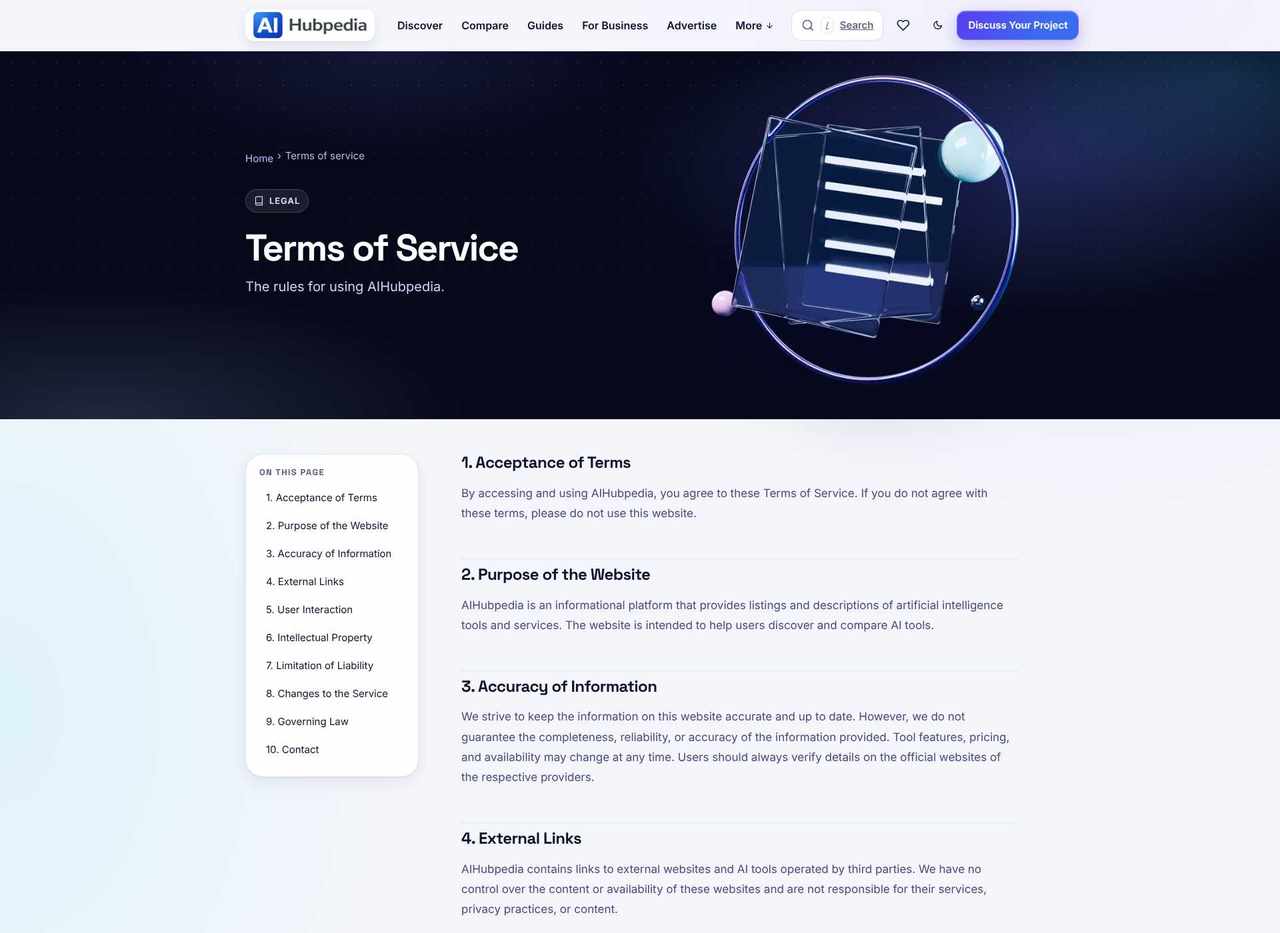 AI Hubpedia
Discover
Compare
Guides
For Business
Advertise
More ↓
/ Search
Discuss Your Project
Home › Terms of service
LEGAL
Terms of Service
The rules for using AIHubpedia.
ON THIS PAGE
1. Acceptance of Terms
2. Purpose of the Website
3. Accuracy of Information
4. External Links
5. User Interaction
6. Intellectual Property
7. Limitation of Liability
8. Changes to the Service
9. Governing Law
10. Contact
1. Acceptance of Terms
By accessing and using AIHubpedia, you agree to these Terms of Service. If you do not agree with
these terms, please do not use this website.
2. Purpose of the Website
AIHubpedia is an informational platform that provides listings and descriptions of artificial intelligence
tools and services. The website is intended to help users discover and compare AI tools.
3. Accuracy of Information
We strive to keep the information on this website accurate and up to date. However, we do not
guarantee the completeness, reliability, or accuracy of the information provided. Tool features, pricing,
and availability may change at any time. Users should always verify details on the official websites of
the respective providers.
4. External Links
AIHubpedia contains links to external websites and AI tools operated by third parties. We have no
control over the content or availability of these websites and are not responsible for their services,
privacy practices, or content.